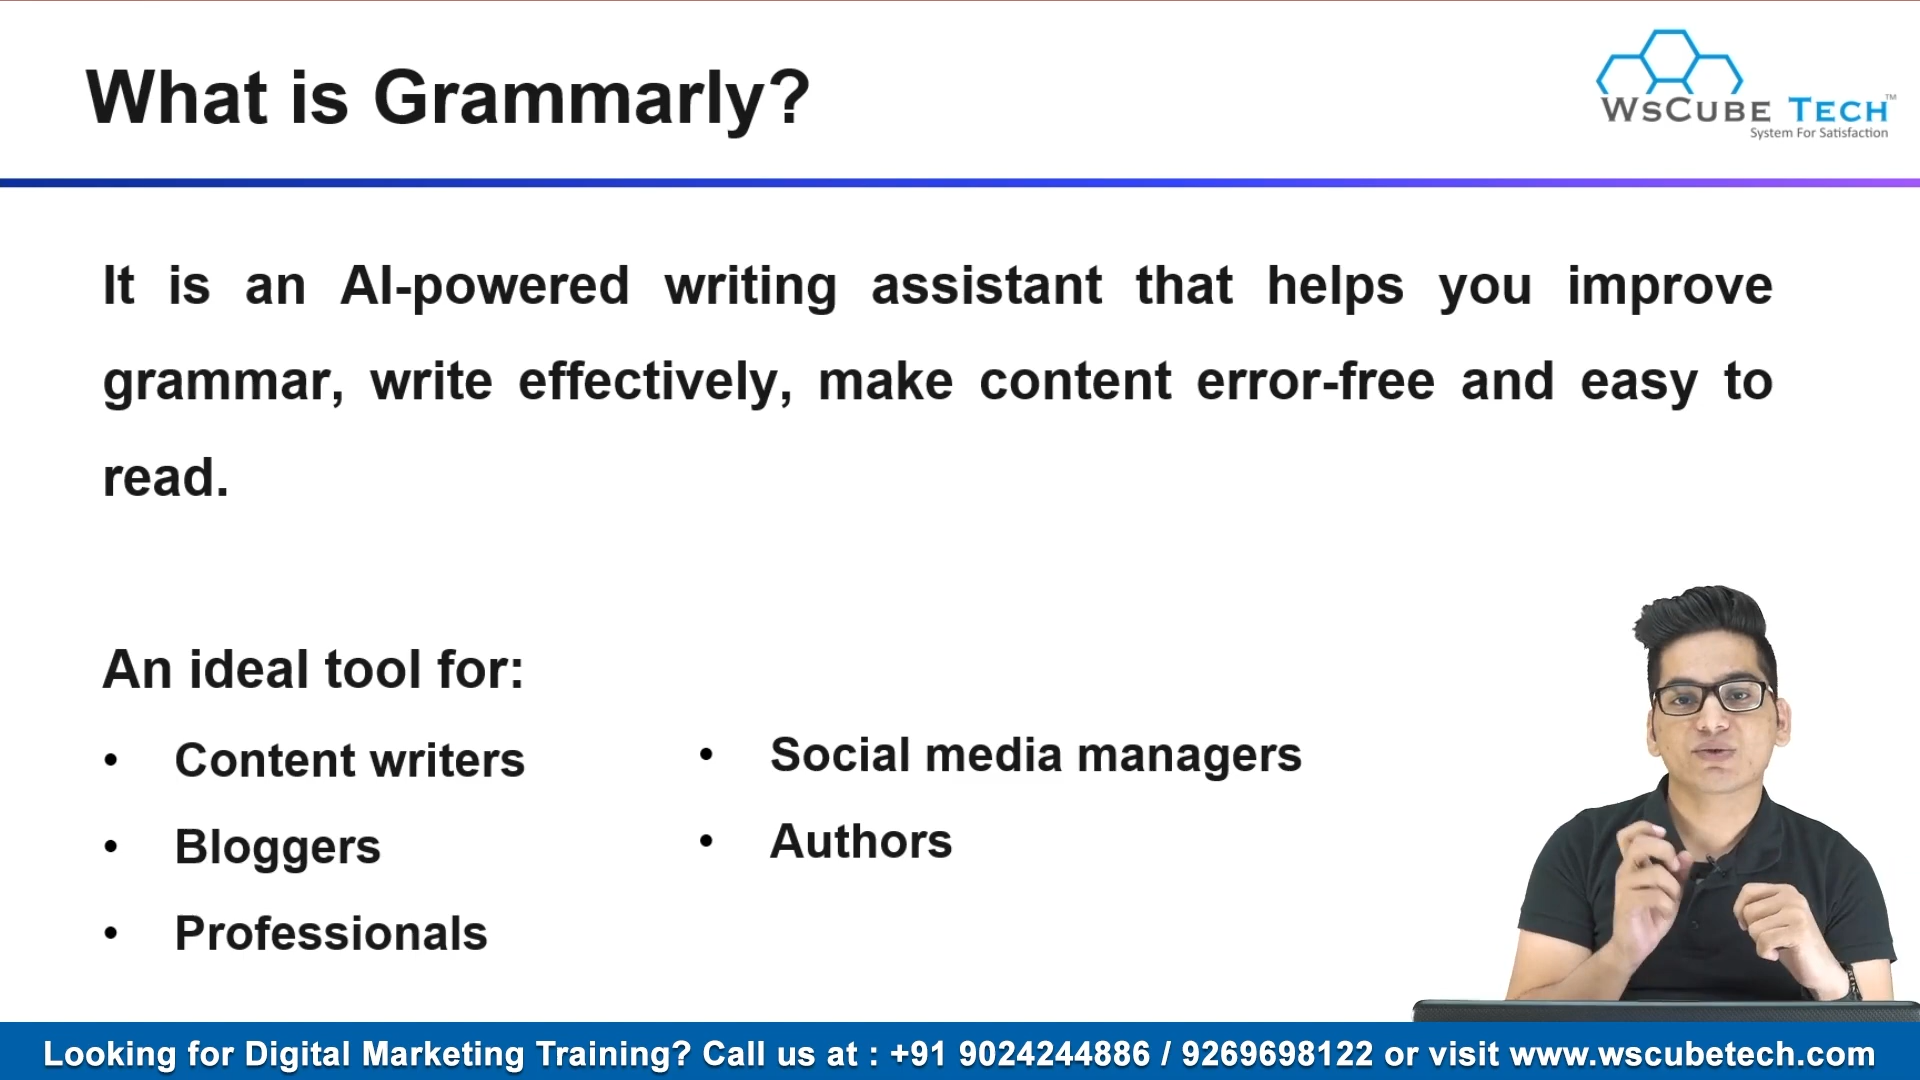 What is Grammarly?
WsCube Tech™
System For Satisfaction
It is an AI-powered writing assistant that helps you improve
grammar, write effectively, make content error-free and easy to
read.
An ideal tool for:
• Content writers
• Bloggers
• Professionals
• Social media managers
• Authors
Looking for Digital Marketing Training? Call us at : +91 9024244886 / 9269698122 or visit www.wscubetech.com